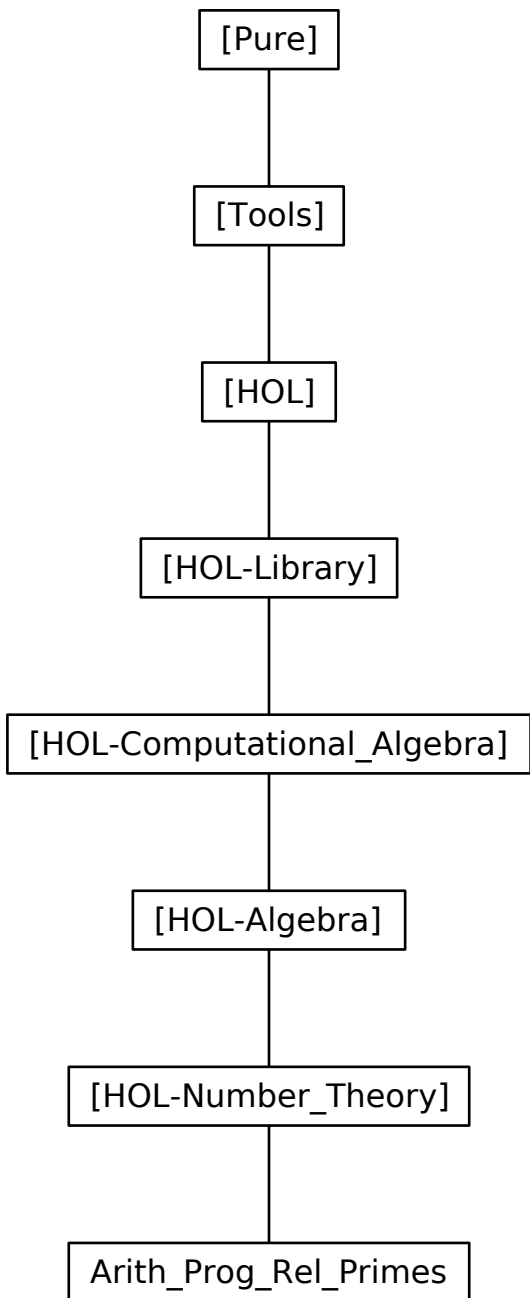 [Pure]
[Tools]
[HOL]
[HOL-Library]
[HOL-Computational_Algebra]
[HOL-Algebra]
[HOL-Number_Theory]
Arith_Prog_Rel_Primes